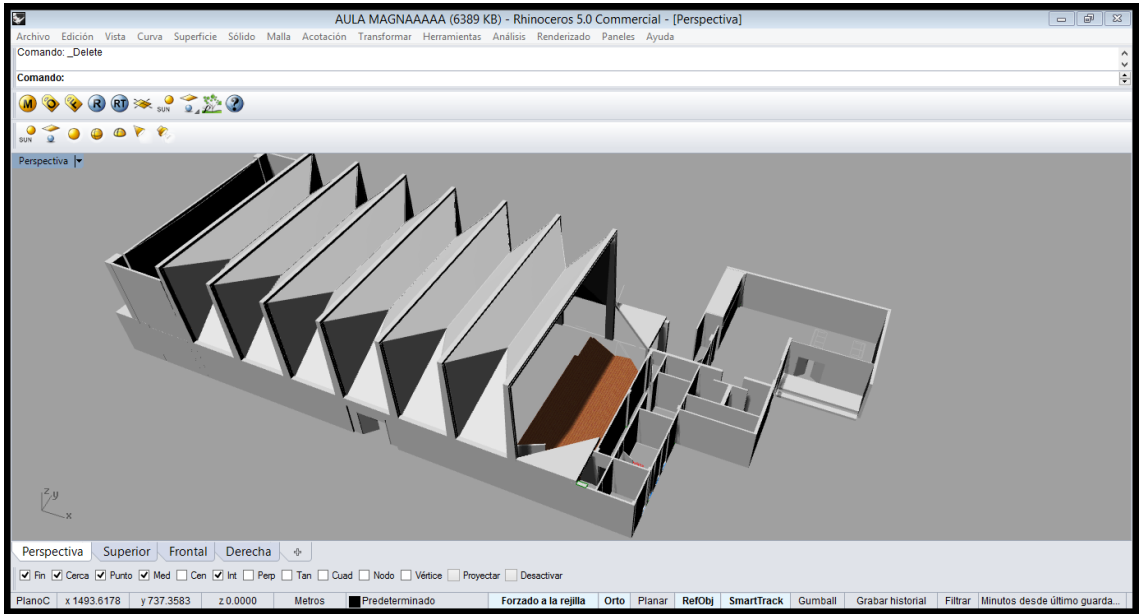 AULA MAGNAAAAA (6389 KB) - Rhinoceros 5.0 Commercial - [Perspectiva]
Archivo Edición Vista Curva Superficie Sólido Malla Acotación Transformar Herramientas Análisis Renderizado Paneles Ayuda
Comando: _Delete
Comando:
M O F R RT SUN ?
SUN
Perspectiva
z y
x
Perspectiva Superior Frontal Derecha
Fin Cerca Punto Med Cen Int Perp Tan Cuad Nodo Vértice Proyectar Desactivar
PlanoC x 1493.6178 y 737.3583 z 0.0000 Metros Predeterminado Forzado a la rejilla Orto Planar RefObj SmartTrack Gumball Grabar historial Filtrar Minutos desde último guarda...